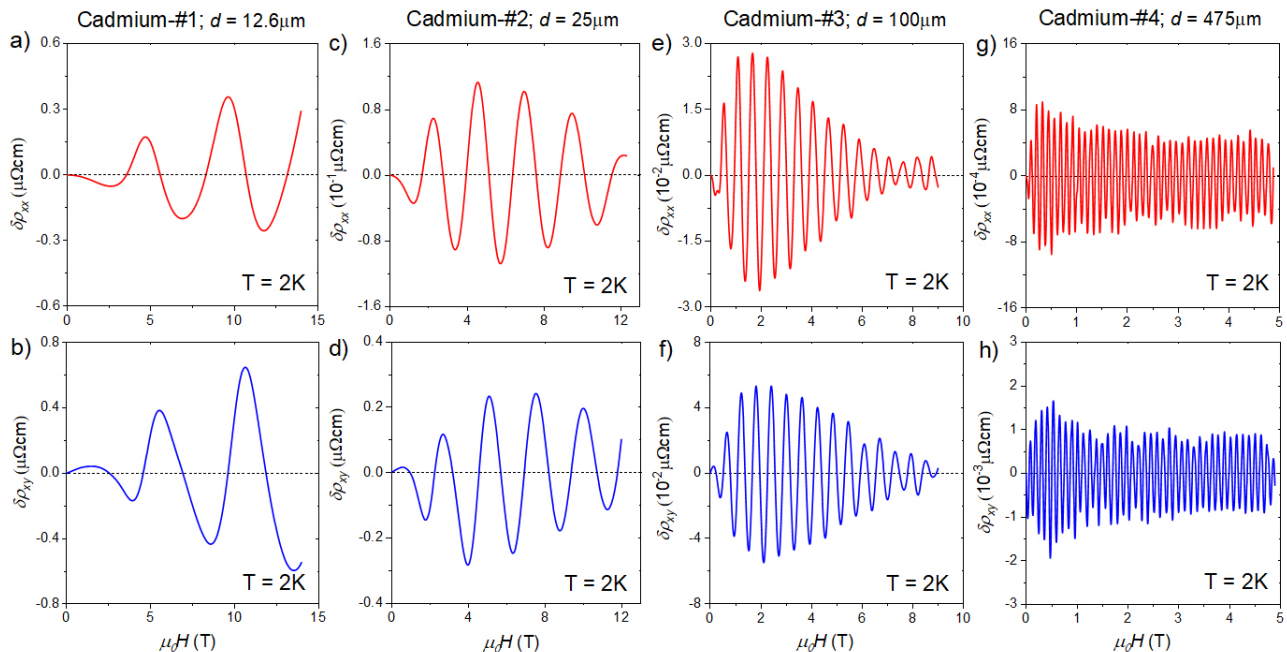 Cadmium-#1; d = 12.6μm
Cadmium-#2; d = 25μm
Cadmium-#3; d = 100μm
Cadmium-#4; d = 475μm
a)
0.6
0.3
0.0
-0.3
-0.6
δρxx (μΩcm)
T = 2K
0
5
10
15
c)
1.6
0.8
0.0
-0.8
-1.6
δρxx (10-1μΩcm)
T = 2K
0
4
8
12
e)
3.0
1.5
0.0
-1.5
-3.0
δρxx (10-2μΩcm)
T = 2K
0
2
4
6
8
10
g)
16
8
0
-8
-16
δρxx (10-4μΩcm)
T = 2K
0
1
2
3
4
5
b)
0.8
0.4
0.0
-0.4
-0.8
δρxy (μΩcm)
T = 2K
0
5
10
15
μ0H (T)
d)
0.4
0.2
0.0
-0.2
-0.4
δρxy (μΩcm)
T = 2K
0
4
8
12
μ0H (T)
f)
8
4
0
-4
-8
δρxy (10-2μΩcm)
T = 2K
0
2
4
6
8
10
μ0H (T)
h)
3
2
1
0
-1
-2
-3
δρxy (10-3μΩcm)
T = 2K
0
1
2
3
4
5
μ0H (T)